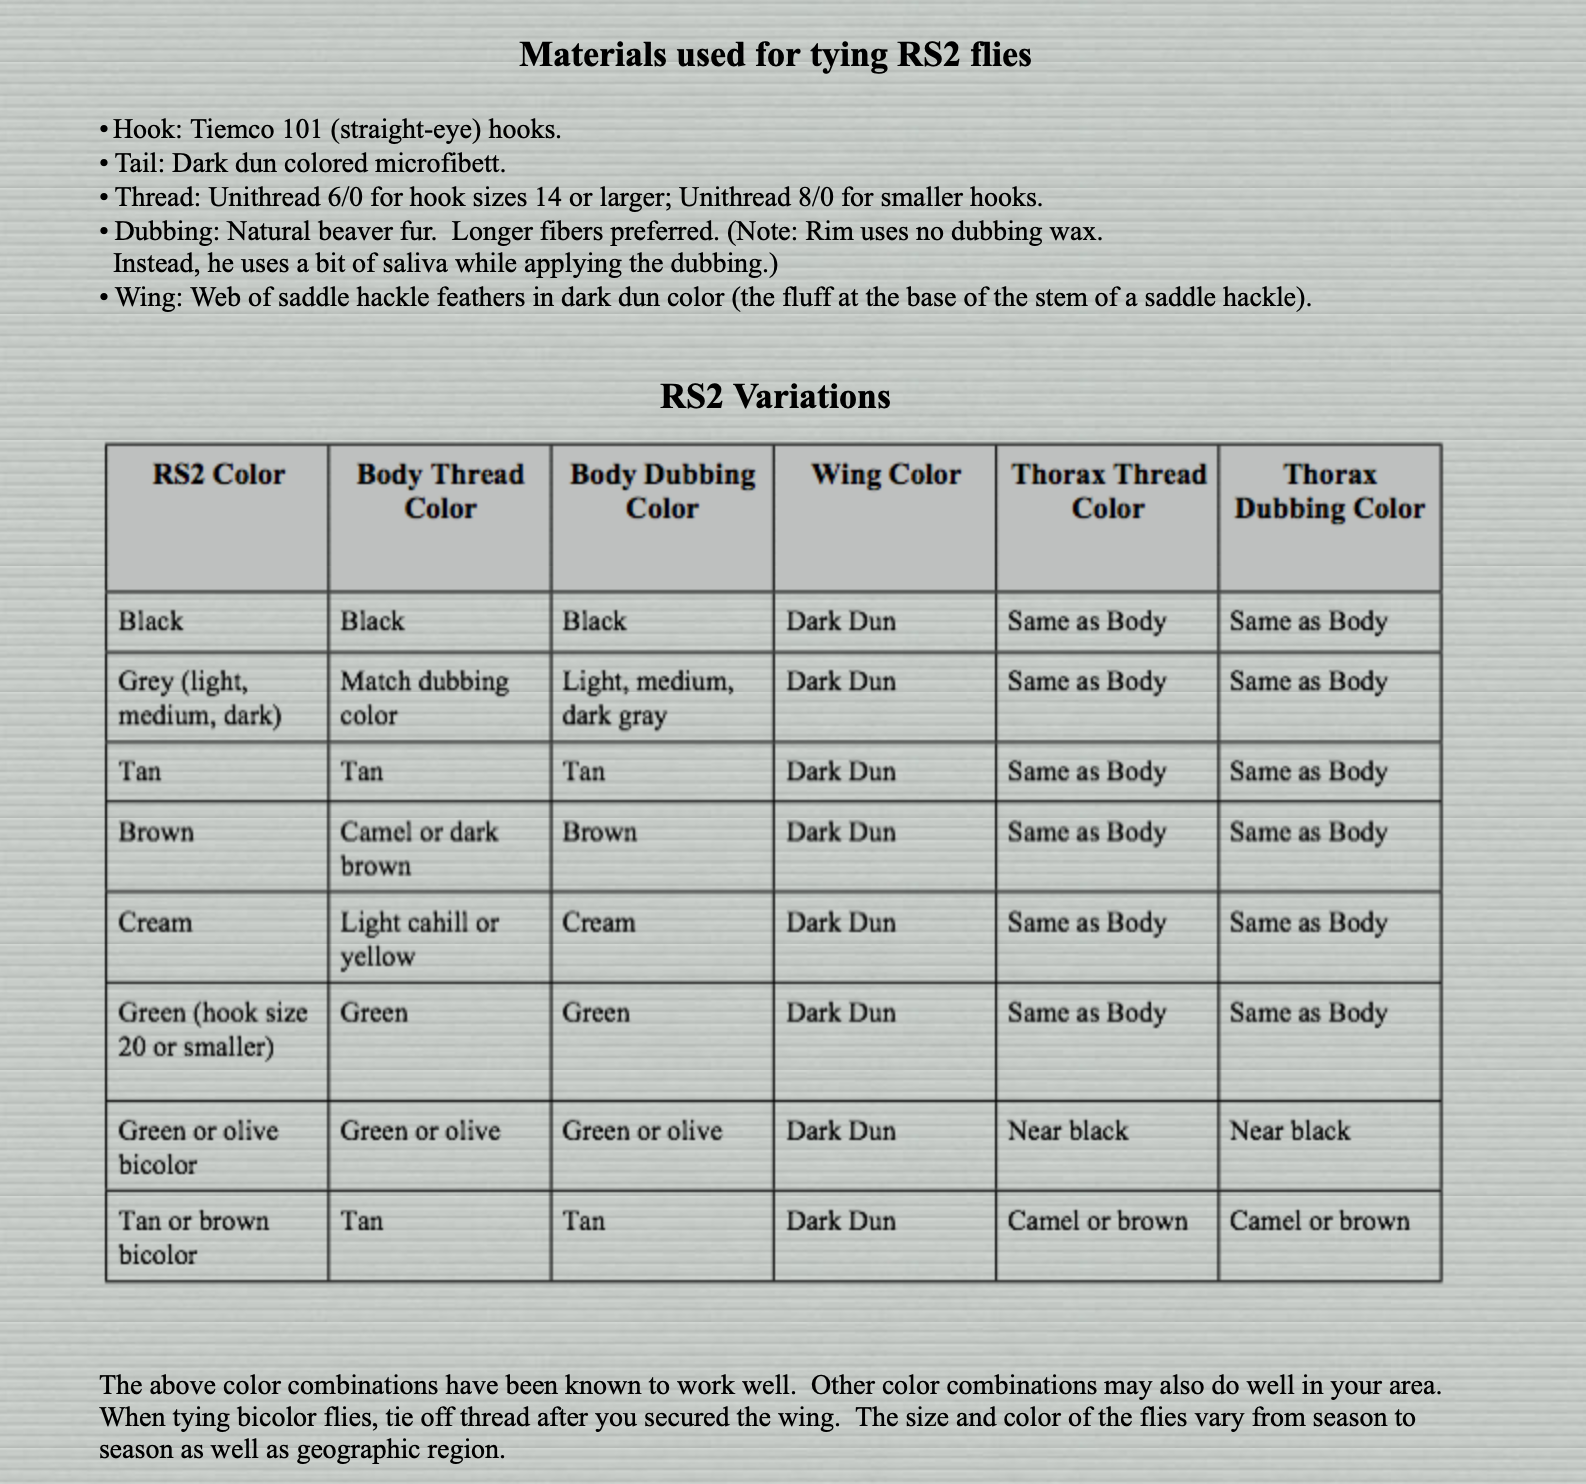 Materials used for tying RS2 flies
• Hook: Tiemco 101 (straight-eye) hooks.
• Tail: Dark dun colored microfibett.
• Thread: Unithread 6/0 for hook sizes 14 or larger; Unithread 8/0 for smaller hooks.
• Dubbing: Natural beaver fur.  Longer fibers preferred. (Note: Rim uses no dubbing wax.
Instead, he uses a bit of saliva while applying the dubbing.)
• Wing: Web of saddle hackle feathers in dark dun color (the fluff at the base of the stem of a saddle hackle).
RS2 Variations
RS2 Color
Body Thread
Color
Body Dubbing
Color
Wing Color
Thorax Thread
Color
Thorax
Dubbing Color
Black
Black
Black
Dark Dun
Same as Body
Same as Body
Grey (light,
medium, dark)
Match dubbing
color
Light, medium,
dark gray
Dark Dun
Same as Body
Same as Body
Tan
Tan
Tan
Dark Dun
Same as Body
Same as Body
Brown
Camel or dark
brown
Brown
Dark Dun
Same as Body
Same as Body
Cream
Light cahill or
yellow
Cream
Dark Dun
Same as Body
Same as Body
Green (hook size
20 or smaller)
Green
Green
Dark Dun
Same as Body
Same as Body
Green or olive
bicolor
Green or olive
Green or olive
Dark Dun
Near black
Near black
Tan or brown
bicolor
Tan
Tan
Dark Dun
Camel or brown
Camel or brown
The above color combinations have been known to work well.  Other color combinations may also do well in your area.
When tying bicolor flies, tie off thread after you secured the wing.  The size and color of the flies vary from season to
season as well as geographic region.